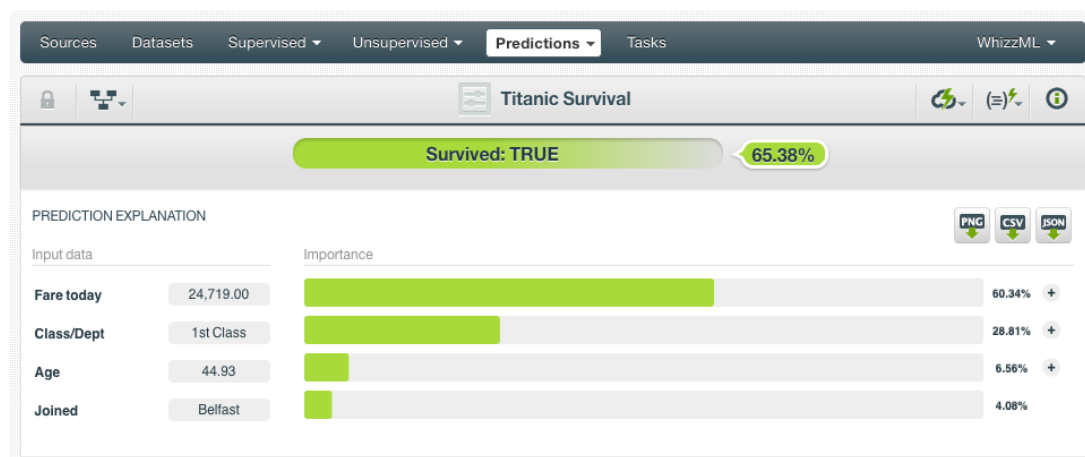 Sources Datasets Supervised Unsupervised Predictions Tasks WhizzML
Titanic Survival
Survived: TRUE 65.38%
PREDICTION EXPLANATION
PNG CSV JSON
Input data Importance
Fare today 24,719.00 60.34% +
Class/Dept 1st Class 28.81% +
Age 44.93 6.56% +
Joined Belfast 4.08%